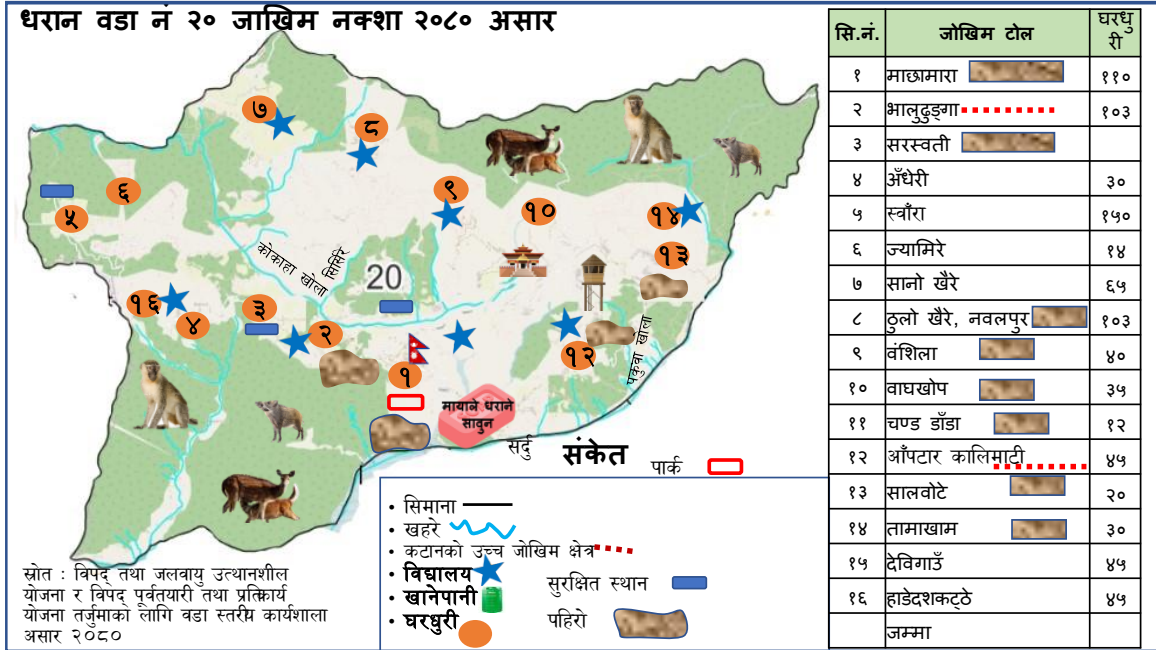 धरान वडा नं २० जाखिम नक्शा २०८० असार
७
८
६
५
९
१०
१४
१३
कोकाहा खोला सिर्सिरे
20
१६
४
३
२
१
१२
पकुवा खोला
मायाले धराने
सावुन
सर्दु
संकेत
पार्क
• सिमाना
• खहरे
• कटानको उच्च जोखिम क्षेत्र
• विद्यालय
• खानेपानी
• घरधुरी
सुरक्षित स्थान
पहिरो
स्रोत : विपद् तथा जलवायु उत्थानशील
योजना र विपद् पूर्वतयारी तथा प्रतिकार्य
योजना तर्जुमाको लागि वडा स्तरीय कार्यशाला
असार २०८०
सि.नं. जोखिम टोल घरधुरी
१ माछामारा ११०
२ भालुढुङ्गा १०३
३ सरस्वती
४ अँधेरी ३०
५ स्वाँरा १५०
६ ज्यामिरे १४
७ सानो खैरे ६५
८ ठुलो खैरे, नवलपुर १०३
९ वंशिला ४०
१० वाघखोप ३५
११ चण्ड डाँडा १२
१२ आँपटार कालिमाटी ४५
१३ सालवोटे २०
१४ तामाखाम ३०
१५ देविगाउँ ४५
१६ हाडेदशकट्ठे ४५
जम्मा